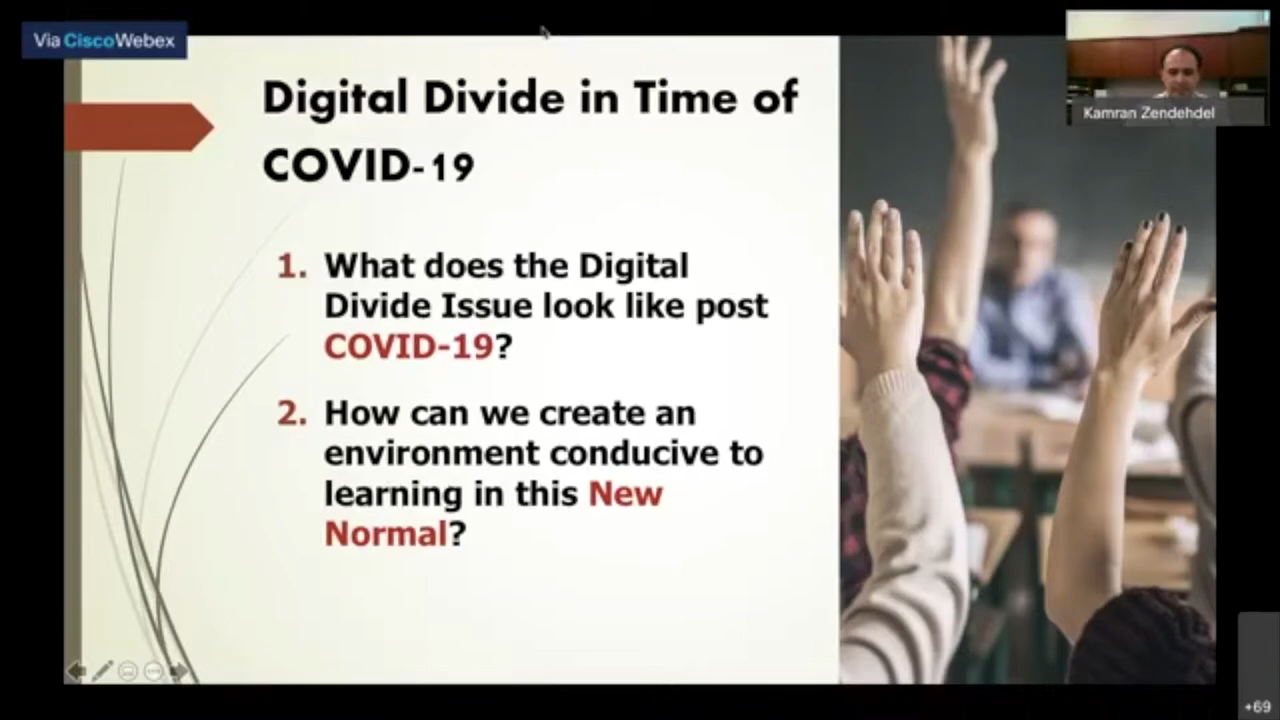 Via CiscoWebex
Kamran Zendehdel
Digital Divide in Time of
COVID-19
1. What does the Digital
Divide Issue look like post
COVID-19?
2. How can we create an
environment conducive to
learning in this New
Normal?
+69